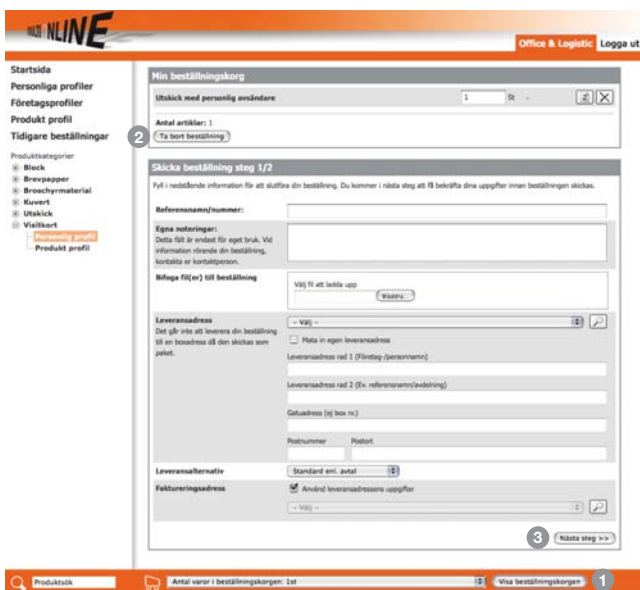 MULTI NLINE
Office & Logistic Logga ut
Startsida
Personliga profiler
Företagsprofiler
Produkt profil
Tidigare beställningar
Produktkategorier
Block
Brevpapper
Broschyrmaterial
Kuvert
Utskick
Visitkort
Personlig profil
Produkt profil
Min beställningskorg
Utskick med personlig avsändare 1 St -
Antal artiklar: 1
2 Ta bort beställning
Skicka beställning steg 1/2
Fyll i nedstående information för att slutföra din beställning. Du kommer i nästa steg att få bekräfta dina uppgifter innan beställningen skickas.
Referensnamn/nummer:
Egna noteringar:
Detta fält är endast för eget bruk. Vid
information rörande din beställning,
kontakta er kontaktperson.
Bifoga fil(er) till beställning
Välj fil att ladda upp
Bläddra...
Leveransadress
Det går inte att leverera din beställning
till en boxadress då den skickas som
paket.
- Välj -
Mata in egen leveransadress
Leveransadress rad 1 (Företag-/personnamn)
Leveransadress rad 2 (Ev. referensnamn/avdelning)
Gatuadress (ej box nr.)
Postnummer Postort
Leveransalternativ Standard enl. avtal
Faktureringsadress Använd leveransadressens uppgifter
- Välj -
3 Nästa steg >>
Produktsök Antal varor i beställningskorgen: 1st Visa beställningskorgen 1